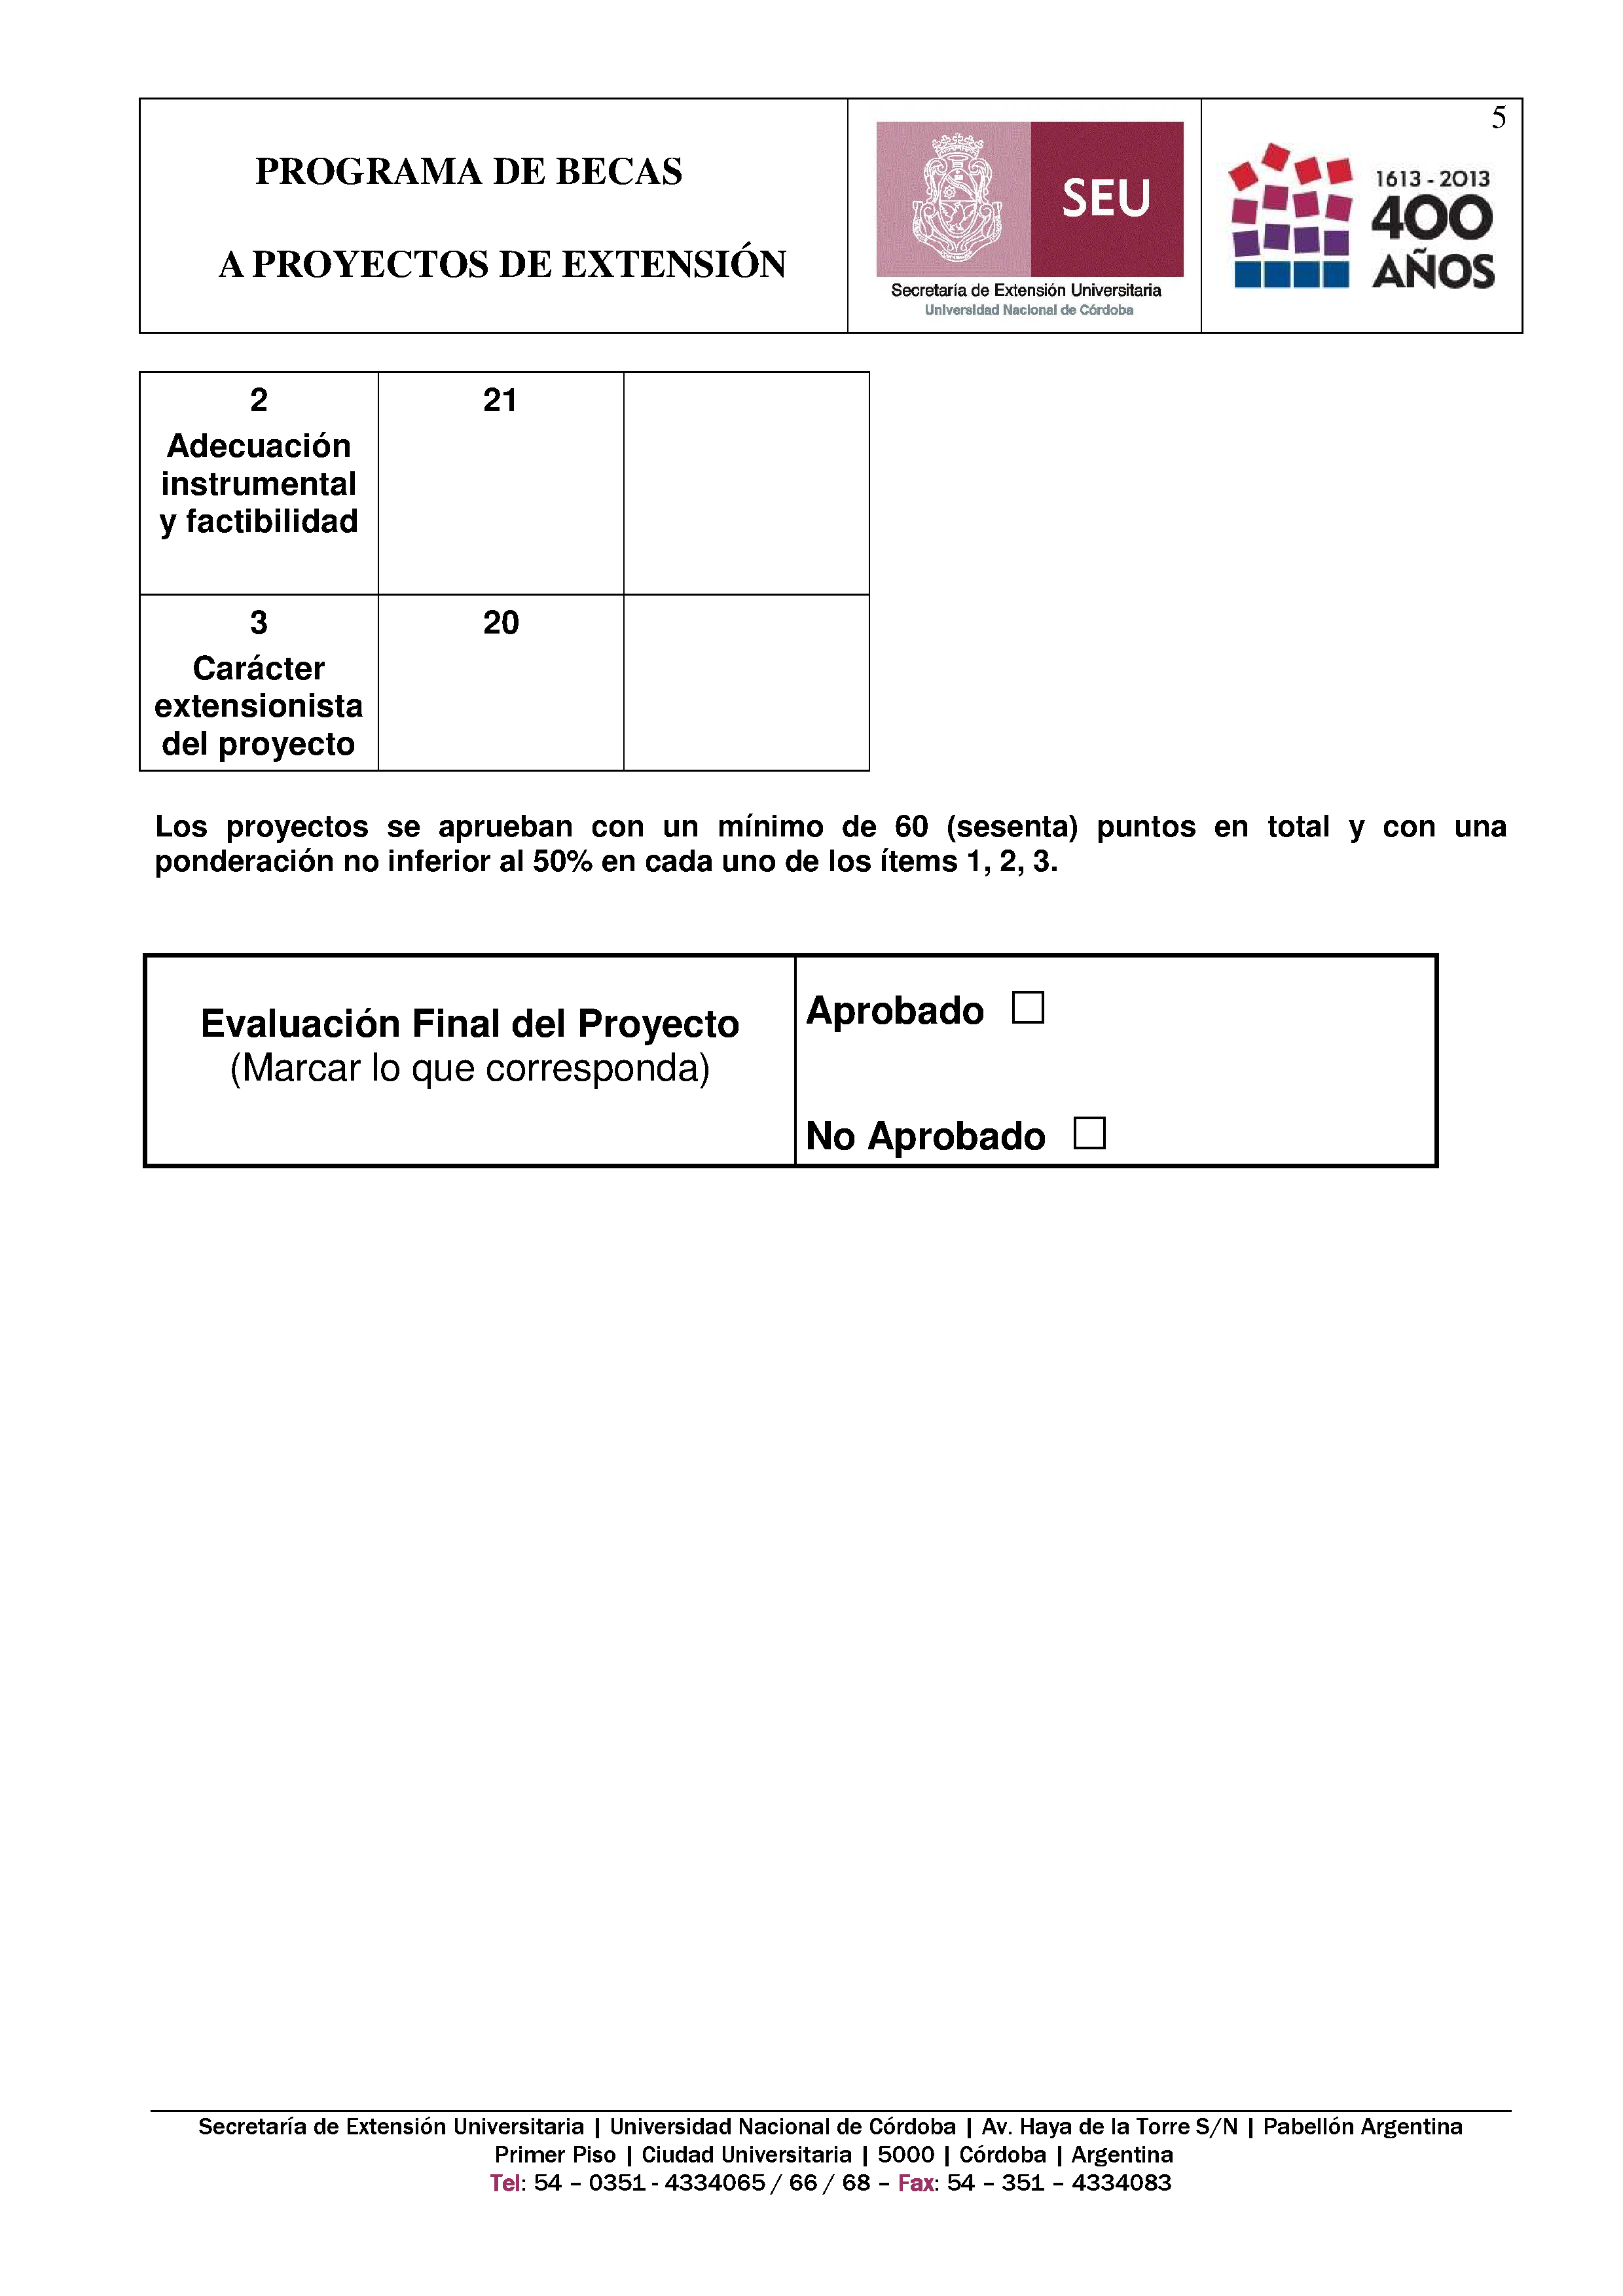 5
PROGRAMA DE BECAS
A PROYECTOS DE EXTENSIÓN
SEU
Secretaría de Extensión Universitaria
Universidad Nacional de Córdoba
1613 - 2013
400
AÑOS
2
Adecuación
instrumental
y factibilidad
21
3
Carácter
extensionista
del proyecto
20
Los proyectos se aprueban con un mínimo de 60 (sesenta) puntos en total y con una
ponderación no inferior al 50% en cada uno de los ítems 1, 2, 3.
Evaluación Final del Proyecto
(Marcar lo que corresponda)
Aprobado
No Aprobado
Secretaría de Extensión Universitaria | Universidad Nacional de Córdoba | Av. Haya de la Torre S/N | Pabellón Argentina
Primer Piso | Ciudad Universitaria | 5000 | Córdoba | Argentina
Tel: 54 – 0351 - 4334065 / 66 / 68 – Fax: 54 – 351 – 4334083